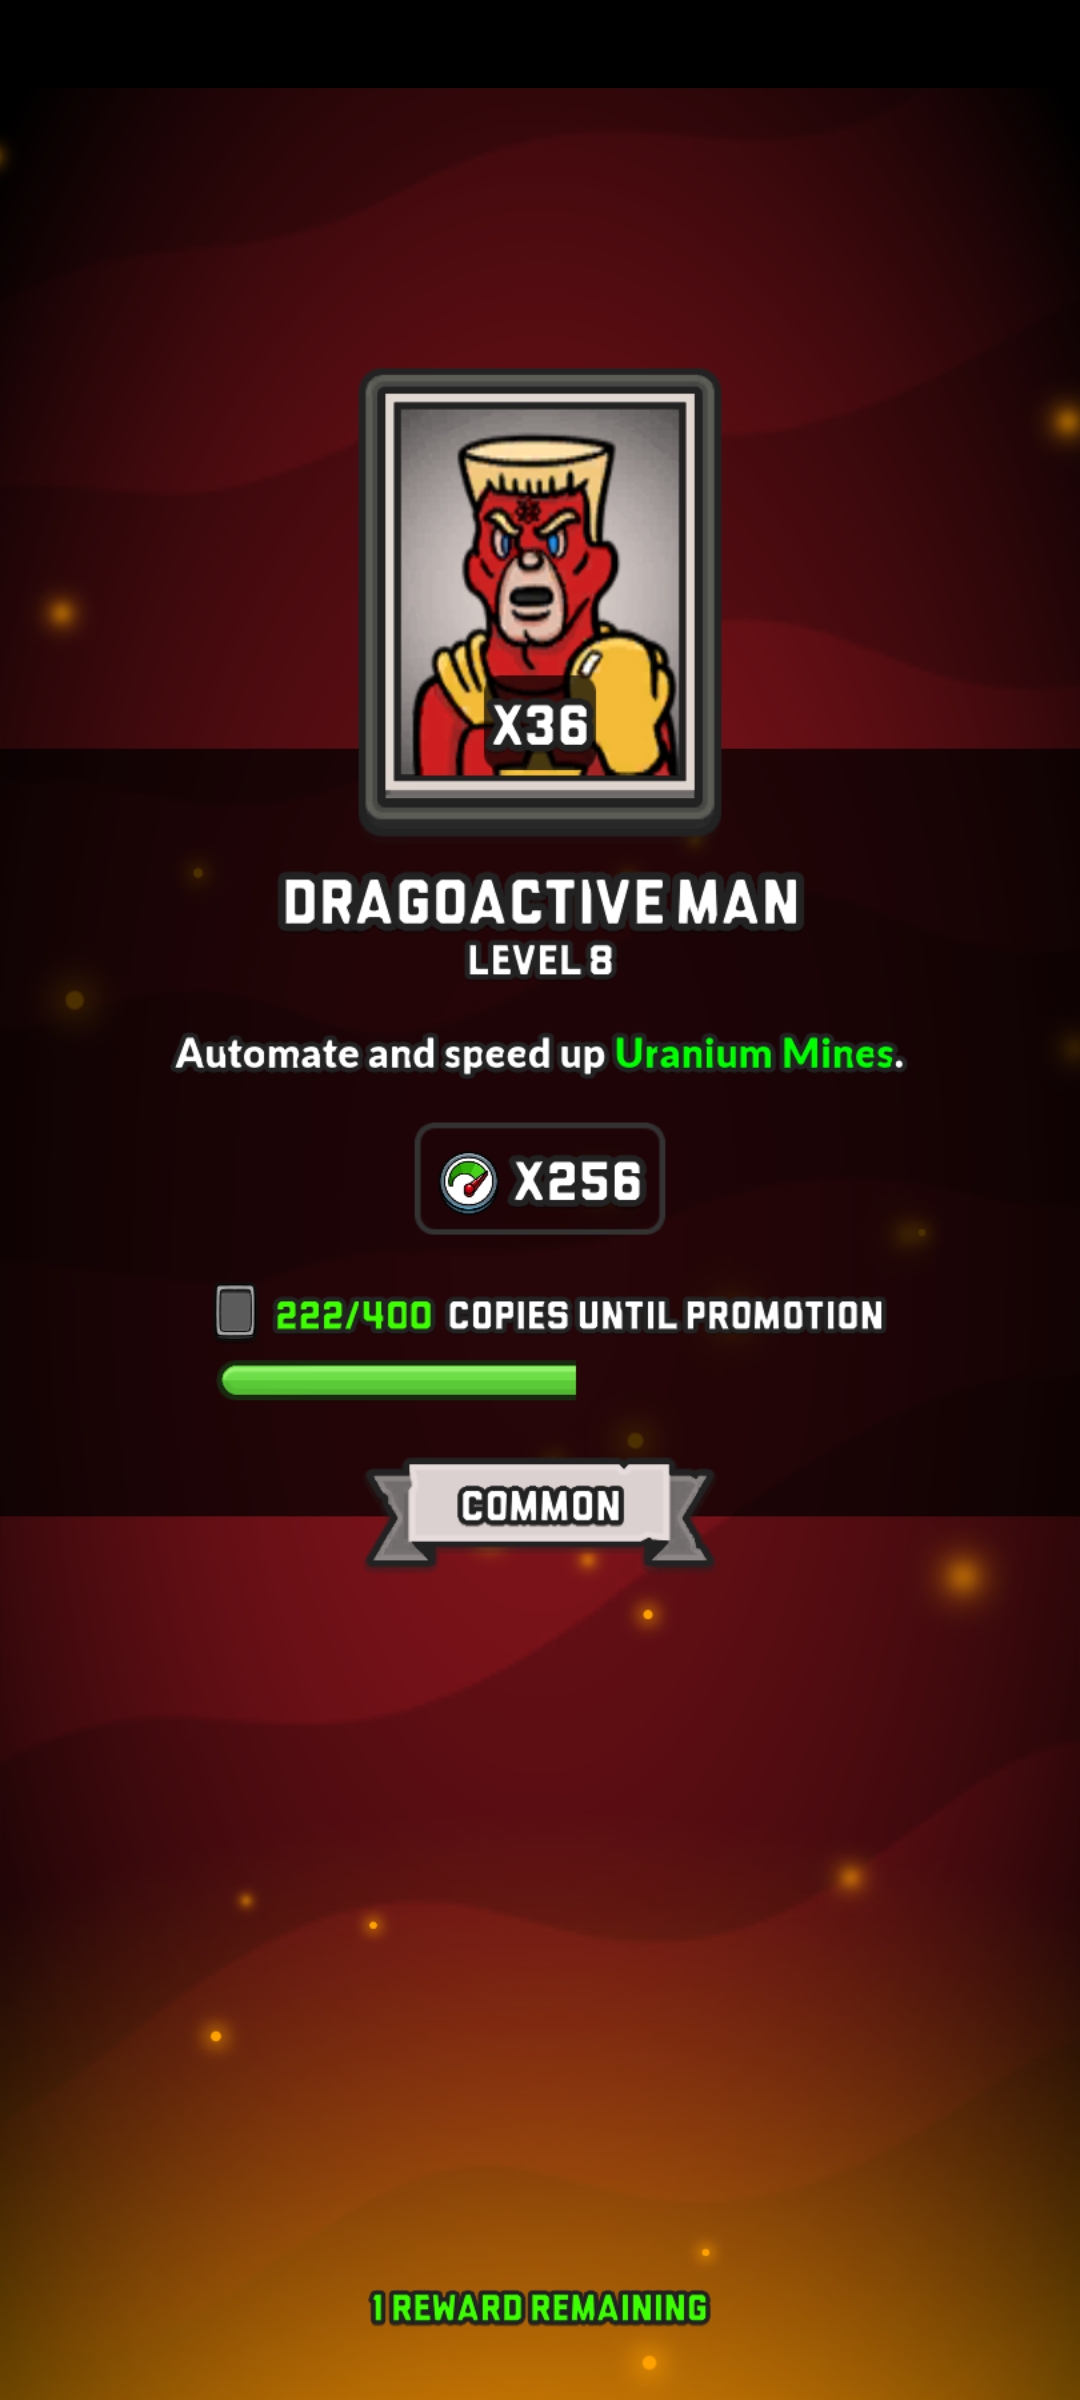 X36
DRAGOACTIVE MAN
LEVEL 8
Automate and speed up Uranium Mines.
X256
222/400 COPIES UNTIL PROMOTION
COMMON
1 REWARD REMAINING